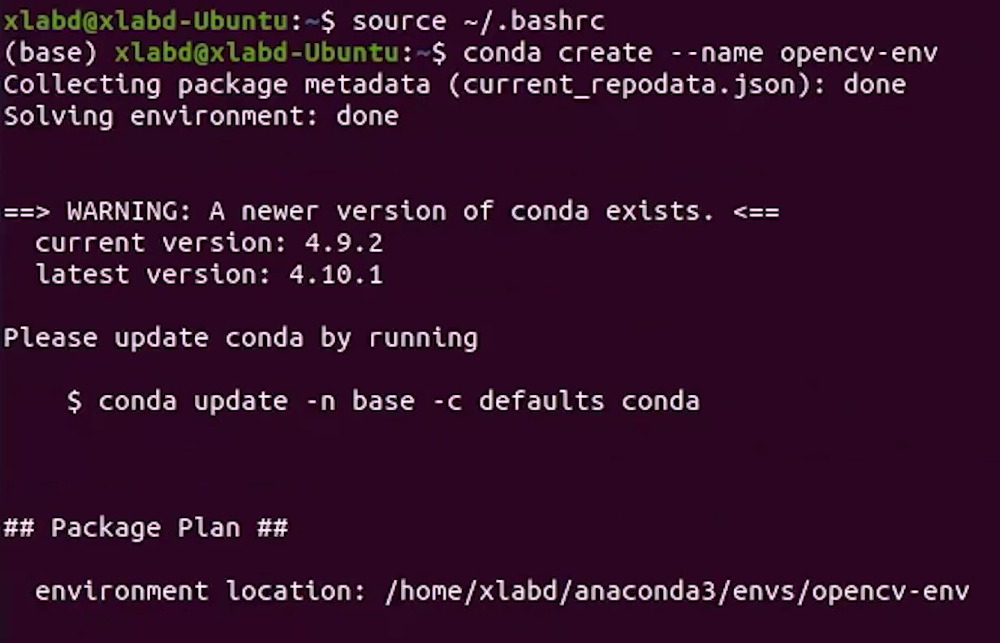 xlabd@xlabd-Ubuntu:~$ source ~/.bashrc
(base) xlabd@xlabd-Ubuntu:~$ conda create --name opencv-env
Collecting package metadata (current_repodata.json): done
Solving environment: done
==> WARNING: A newer version of conda exists. <==
current version: 4.9.2
latest version: 4.10.1
Please update conda by running
$ conda update -n base -c defaults conda
## Package Plan ##
environment location: /home/xlabd/anaconda3/envs/opencv-env